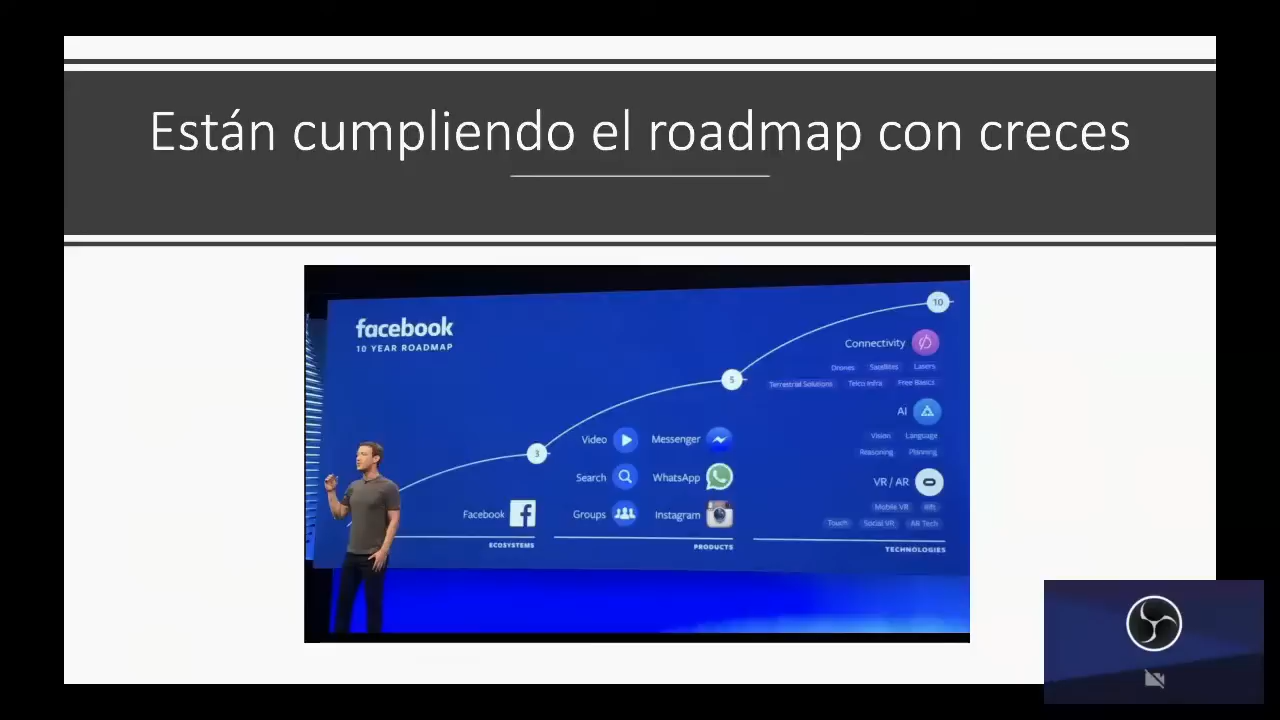 Están cumpliendo el roadmap con creces
facebook
10 YEAR ROADMAP
10
Connectivity
Drones Satellites Lasers
5
Terrestrial Solutions Telco Infra Free Basics
AI
Vision Language
Video Messenger
3
Reasoning Planning
Search WhatsApp
VR / AR
Mobile VR Rift
Facebook Groups Instagram
Touch Social VR AR Tech
ECOSYSTEMS PRODUCTS TECHNOLOGIES